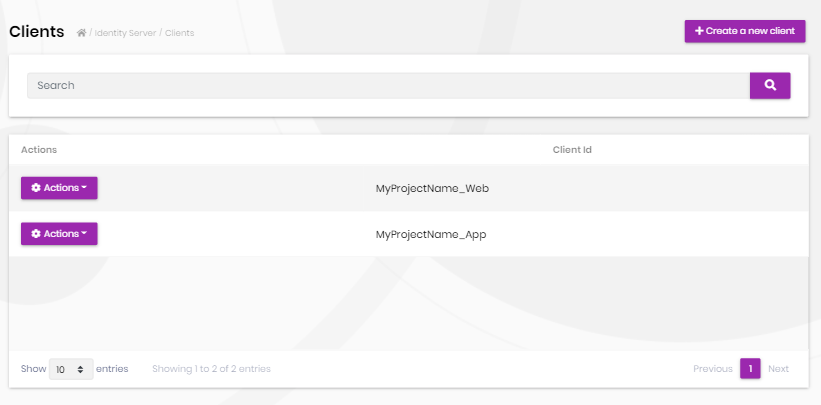 Clients / Identity Server / Clients + Create a new client
Search
Actions Client Id
Actions MyProjectName_Web
Actions MyProjectName_App
Show 10 entries Showing 1 to 2 of 2 entries Previous 1 Next